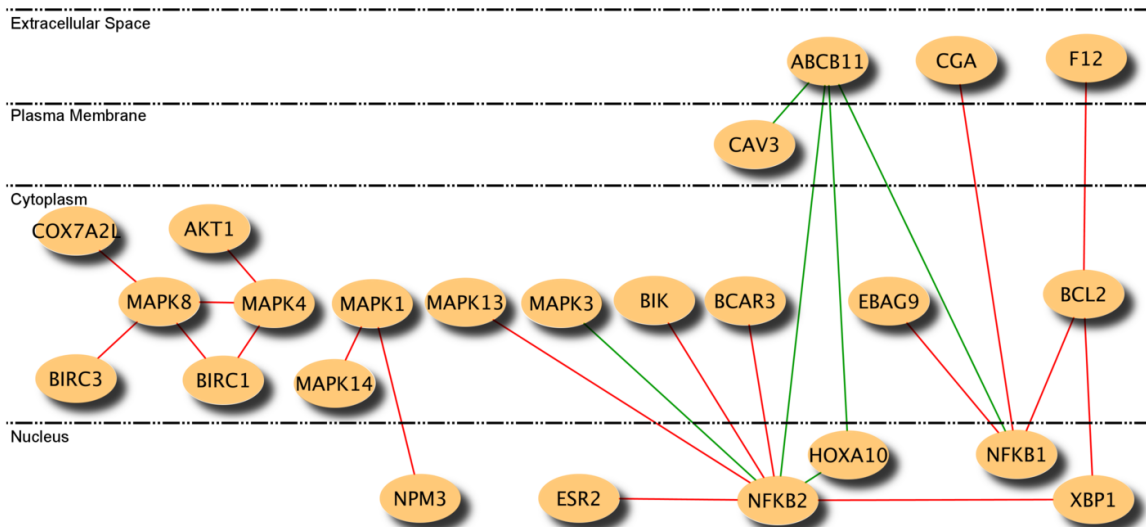 Extracellular Space
ABCB11
CGA
F12
Plasma Membrane
CAV3
Cytoplasm
COX7A2L
AKT1
MAPK8
MAPK4
MAPK1
MAPK13
MAPK3
BIK
BCAR3
EBAG9
BCL2
BIRC3
BIRC1
MAPK14
Nucleus
HOXA10
NFKB1
NPM3
ESR2
NFKB2
XBP1